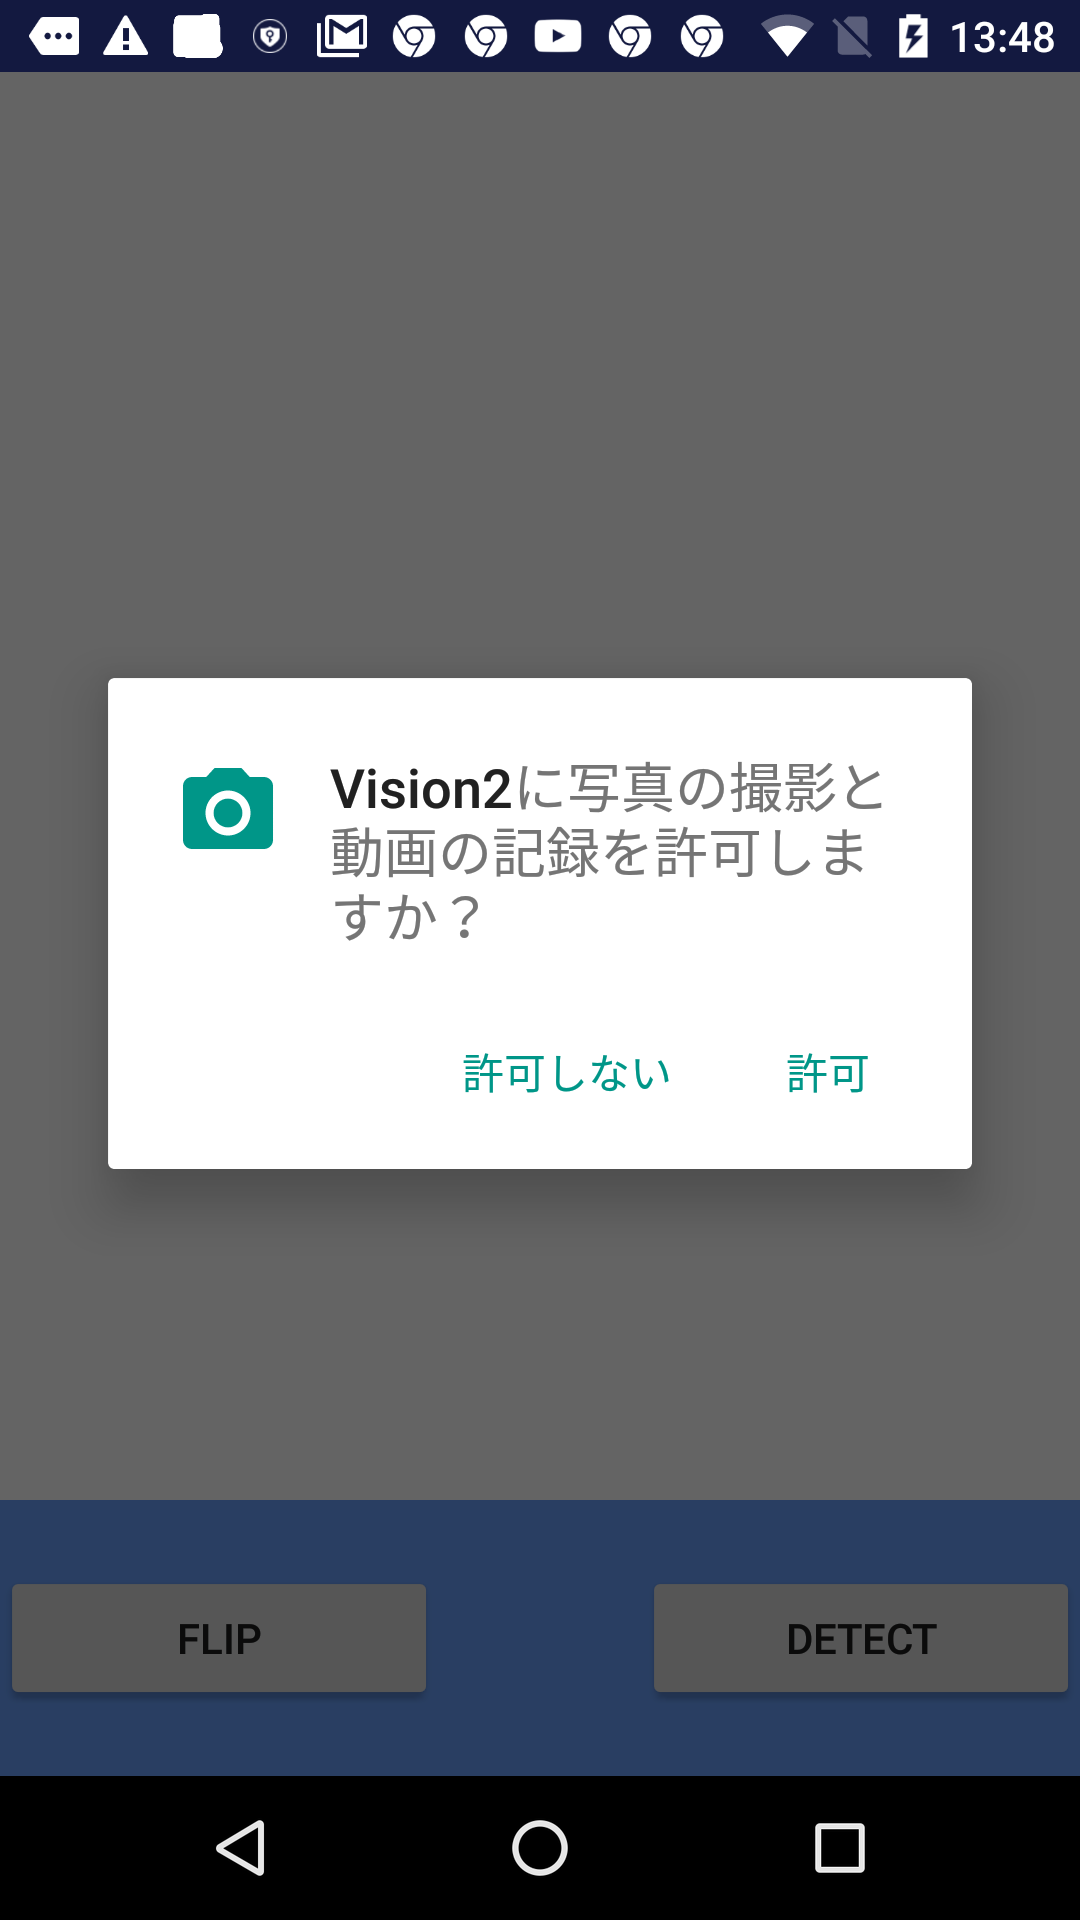 13:48
Vision2に写真の撮影と
動画の記録を許可しま
すか？
許可しない 許可
FLIP DETECT